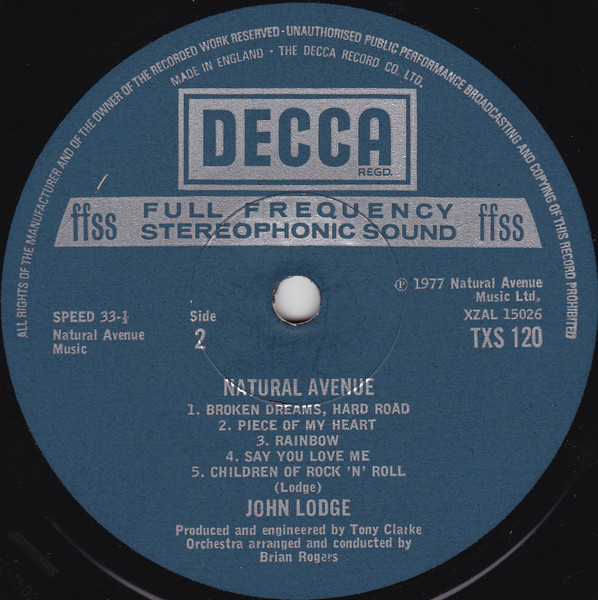 ALL RIGHTS OF THE MANUFACTURER AND OF THE OWNER OF THE RECORDED WORK RESERVED - UNAUTHORISED PUBLIC PERFORMANCE BROADCASTING AND COPYING OF THIS RECORD PROHIBITED
MADE IN ENGLAND · THE DECCA RECORD CO., LTD.
DECCA
REGD.
ffss FULL FREQUENCY ffss
STEREOPHONIC SOUND
℗ 1977 Natural Avenue
Music Ltd.
SPEED 33-⅓
Side
XZAL 15026
Natural Avenue
Music
2
TXS 120
NATURAL AVENUE
1. BROKEN DREAMS, HARD ROAD
2. PIECE OF MY HEART
3. RAINBOW
4. SAY YOU LOVE ME
5. CHILDREN OF ROCK 'N' ROLL
(Lodge)
JOHN LODGE
Produced and engineered by Tony Clarke
Orchestra arranged and conducted by
Brian Rogers